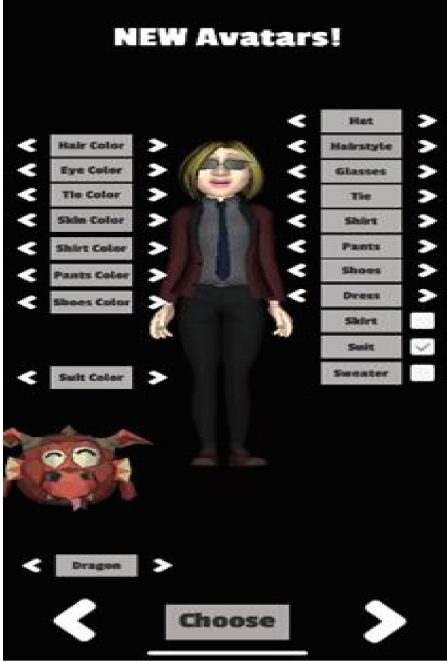 NEW Avatars!
Hair Color
Eye Color
Tie Color
Skin Color
Shirt Color
Pants Color
Shoes Color
Suit Color
Hat
Hairstyle
Glasses
Tie
Shirt
Pants
Shoes
Dress
Skirt
Suit
Sweater
Dragon
Choose